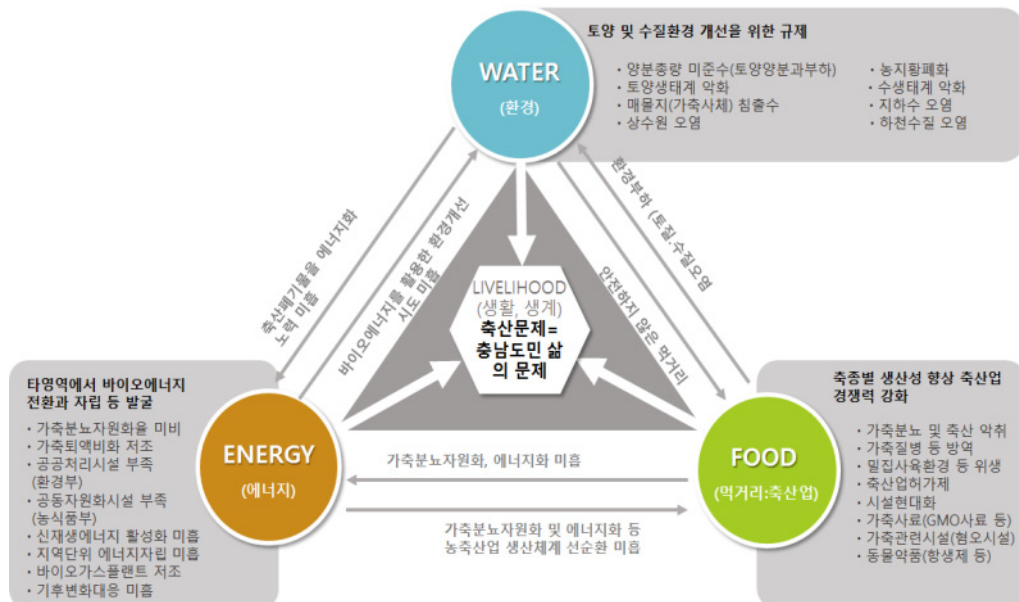 토양 및 수질환경 개선을 위한 규제
• 양분총량 미준수(토양양분과부하)
• 토양생태계 악화
• 매몰지(가축사체) 침출수
• 상수원 오염
• 농지황폐화
• 수생태계 악화
• 지하수 오염
• 하천수질 오염
WATER
(환경)
축산폐기물을 에너지화
노력 미흡
바이오에너지를 활용한 환경개선
시도 미흡
환경부하 (토질.수질오염
안전하지 않은 먹거리
LIVELIHOOD
(생활, 생계)
축산문제=
충남도민 삶
의 문제
타영역에서 바이오에너지
전환과 자립 등 발굴
• 가축분뇨자원화율 미비
• 가축퇴액비화 저조
• 공공처리시설 부족
(환경부)
• 공동자원화시설 부족
(농식품부)
• 신재생에너지 활성화 미흡
• 지역단위 에너지자립 미흡
• 바이오가스플랜트 저조
• 기후변화대응 미흡
ENERGY
(에너지)
가축분뇨자원화, 에너지화 미흡
가축분뇨자원화 및 에너지화 등
농축산업 생산체계 선순환 미흡
FOOD
(먹거리:축산업)
축종별 생산성 향상 축산업
경쟁력 강화
• 가축분뇨 및 축산 악취
• 가축질병 등 방역
• 밀집사육환경 등 위생
• 축산업허가제
• 시설현대화
• 가축사료(GMO사료 등)
• 가축관련시설(혐오시설)
• 동물약품(항생제 등)